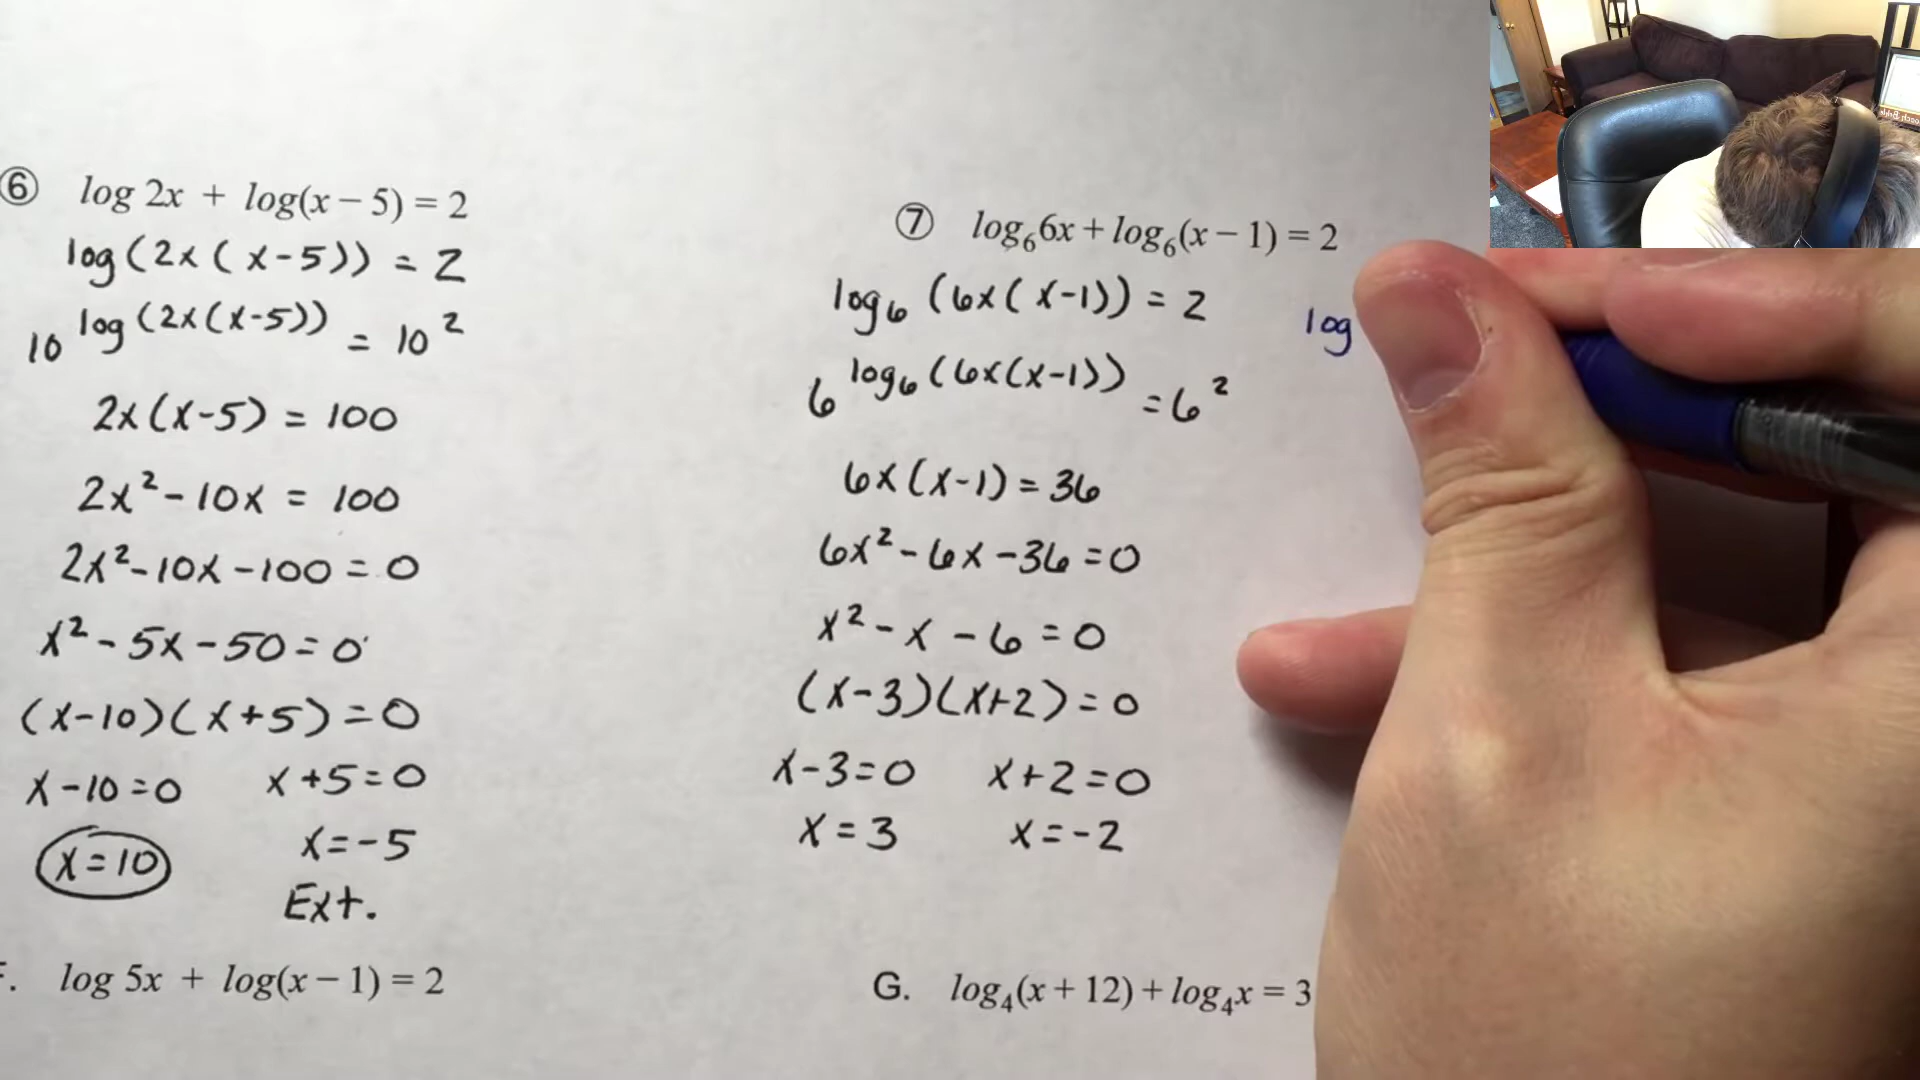 ⑥ log 2x + log(x − 5) = 2
log(2x(x-5)) = 2
10^log(2x(x-5)) = 10^2
2x(x-5) = 100
2x² - 10x = 100
2x² - 10x - 100 = 0
x² - 5x - 50 = 0
(x-10)(x+5) = 0
x-10=0 x+5=0
x=10 x=-5
Ext.
⑦ log₆6x + log₆(x − 1) = 2
log₆(6x(x-1)) = 2
log
6^log₆(6x(x-1)) = 6^2
6x(x-1) = 36
6x² - 6x - 36 = 0
x² - x - 6 = 0
(x-3)(x+2) = 0
x-3=0 x+2=0
x=3 x=-2
F. log 5x + log(x − 1) = 2
G. log₄(x + 12) + log₄x = 3